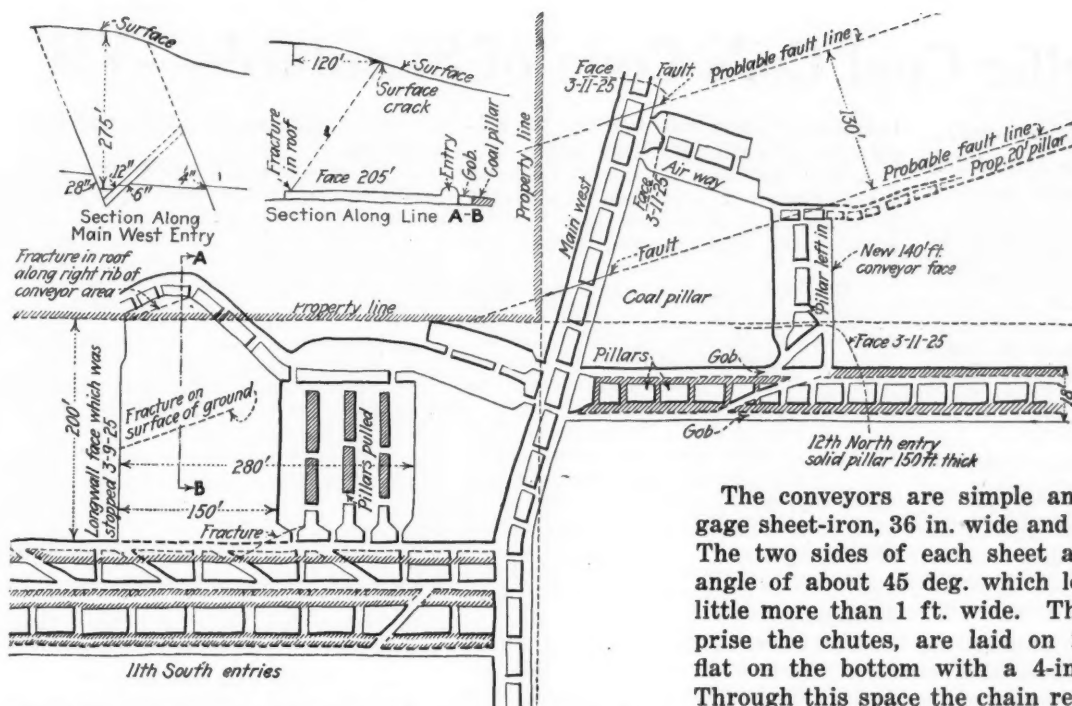 Surface
275'
12"
28"
6"
4"
Section Along
Main West Entry
120'
Surface
Surface
crack
Fracture
in roof
Face 205'
Entry
Gob
Coal pillar
Section Along Line A-B
Property line
Face
3-11-25
Fault
Problable fault line
130'
Probable fault line
Prop. 20' pillar
Main west
Air way
Face
3-11-25
Fault
Coal pillar
pillar left in
New 140' ft.
conveyor face
Fracture in roof
along right rib of
conveyor area
A
Property line
200'
Longwall face which was
stopped 3-9-25
Fracture on
surface of ground
280'
B
150'
Fracture
Pillars pulled
Pillars
Gob
Face 3-11-25
Gob
12th North entry
solid pillar 150 ft. thick
11th South entries
The conveyors are simple an
gage sheet-iron, 36 in. wide and
The two sides of each sheet a
angle of about 45 deg. which le
little more than 1 ft. wide. Th
prise the chutes, are laid on
flat on the bottom with a 4-in
Through this space the chain re